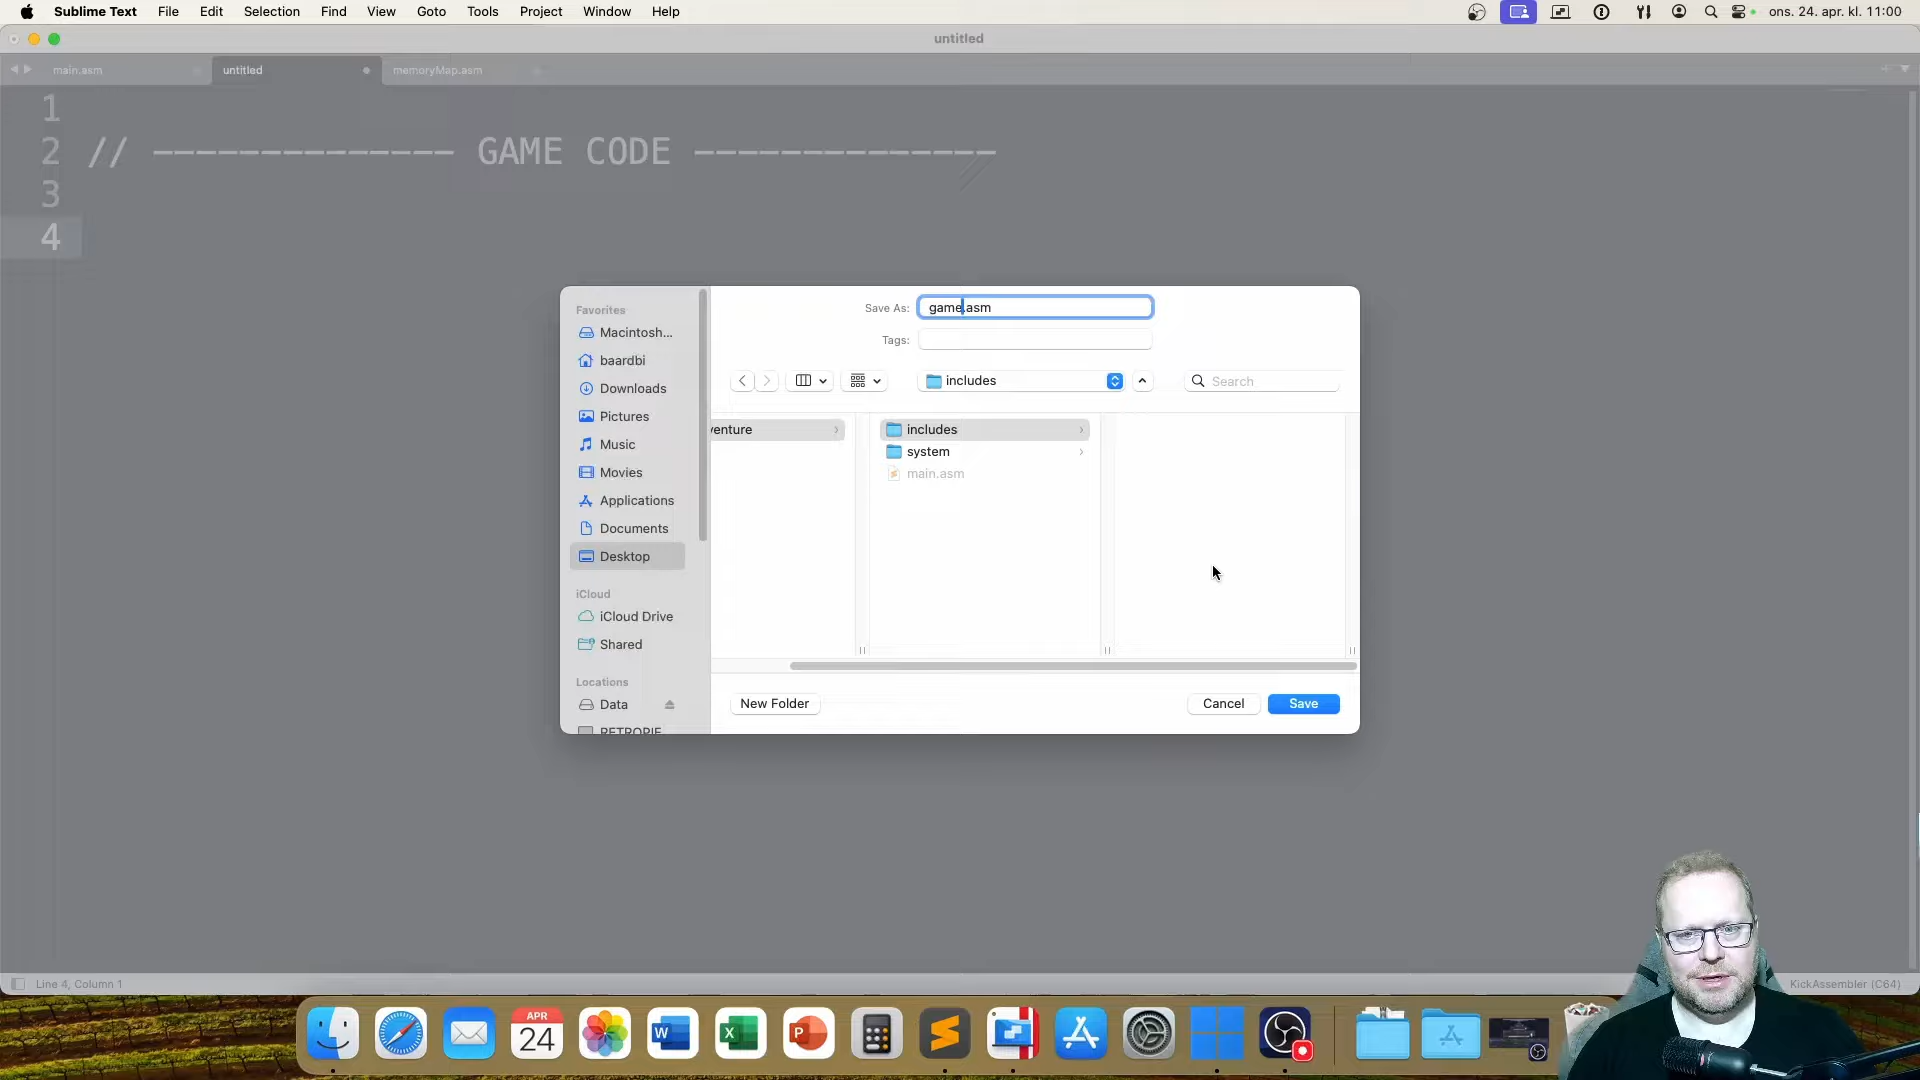 Sublime Text File Edit Selection Find View Goto Tools Project Window Help
ons. 24. apr. kl. 11:00
untitled
main.asm untitled memoryMap.asm
1
2 // -------------- GAME CODE --------------
3
4
Save As: game.asm
Tags:
includes
Search
Favorites
Macintosh...
baardbi
Downloads
Pictures
Music
Movies
Applications
Documents
Desktop
iCloud
iCloud Drive
Shared
Locations
Data
RETROPIE
venture
includes
system
main.asm
New Folder Cancel Save
Line 4, Column 1
KickAssembler (C64)
APR
24